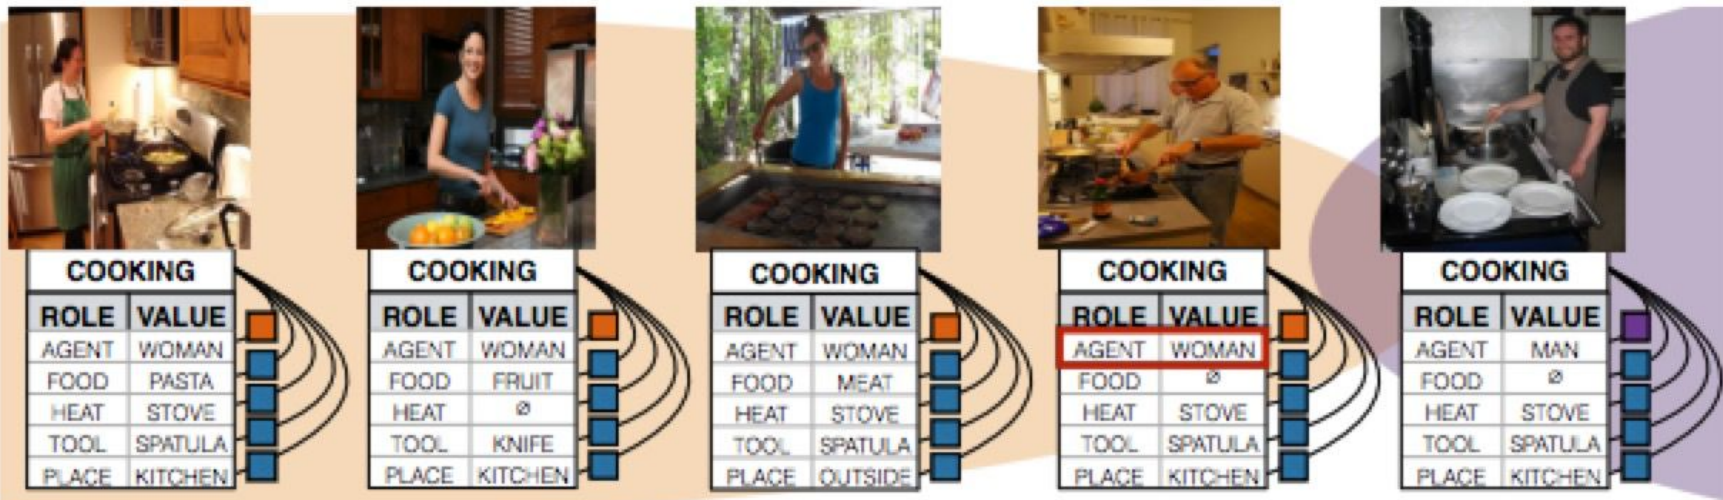 COOKING
ROLE VALUE
AGENT WOMAN
FOOD PASTA
HEAT STOVE
TOOL SPATULA
PLACE KITCHEN
COOKING
ROLE VALUE
AGENT WOMAN
FOOD FRUIT
HEAT ∅
TOOL KNIFE
PLACE KITCHEN
COOKING
ROLE VALUE
AGENT WOMAN
FOOD MEAT
HEAT STOVE
TOOL SPATULA
PLACE OUTSIDE
COOKING
ROLE VALUE
AGENT WOMAN
FOOD ∅
HEAT STOVE
TOOL SPATULA
PLACE KITCHEN
COOKING
ROLE VALUE
AGENT MAN
FOOD ∅
HEAT STOVE
TOOL SPATULA
PLACE KITCHEN